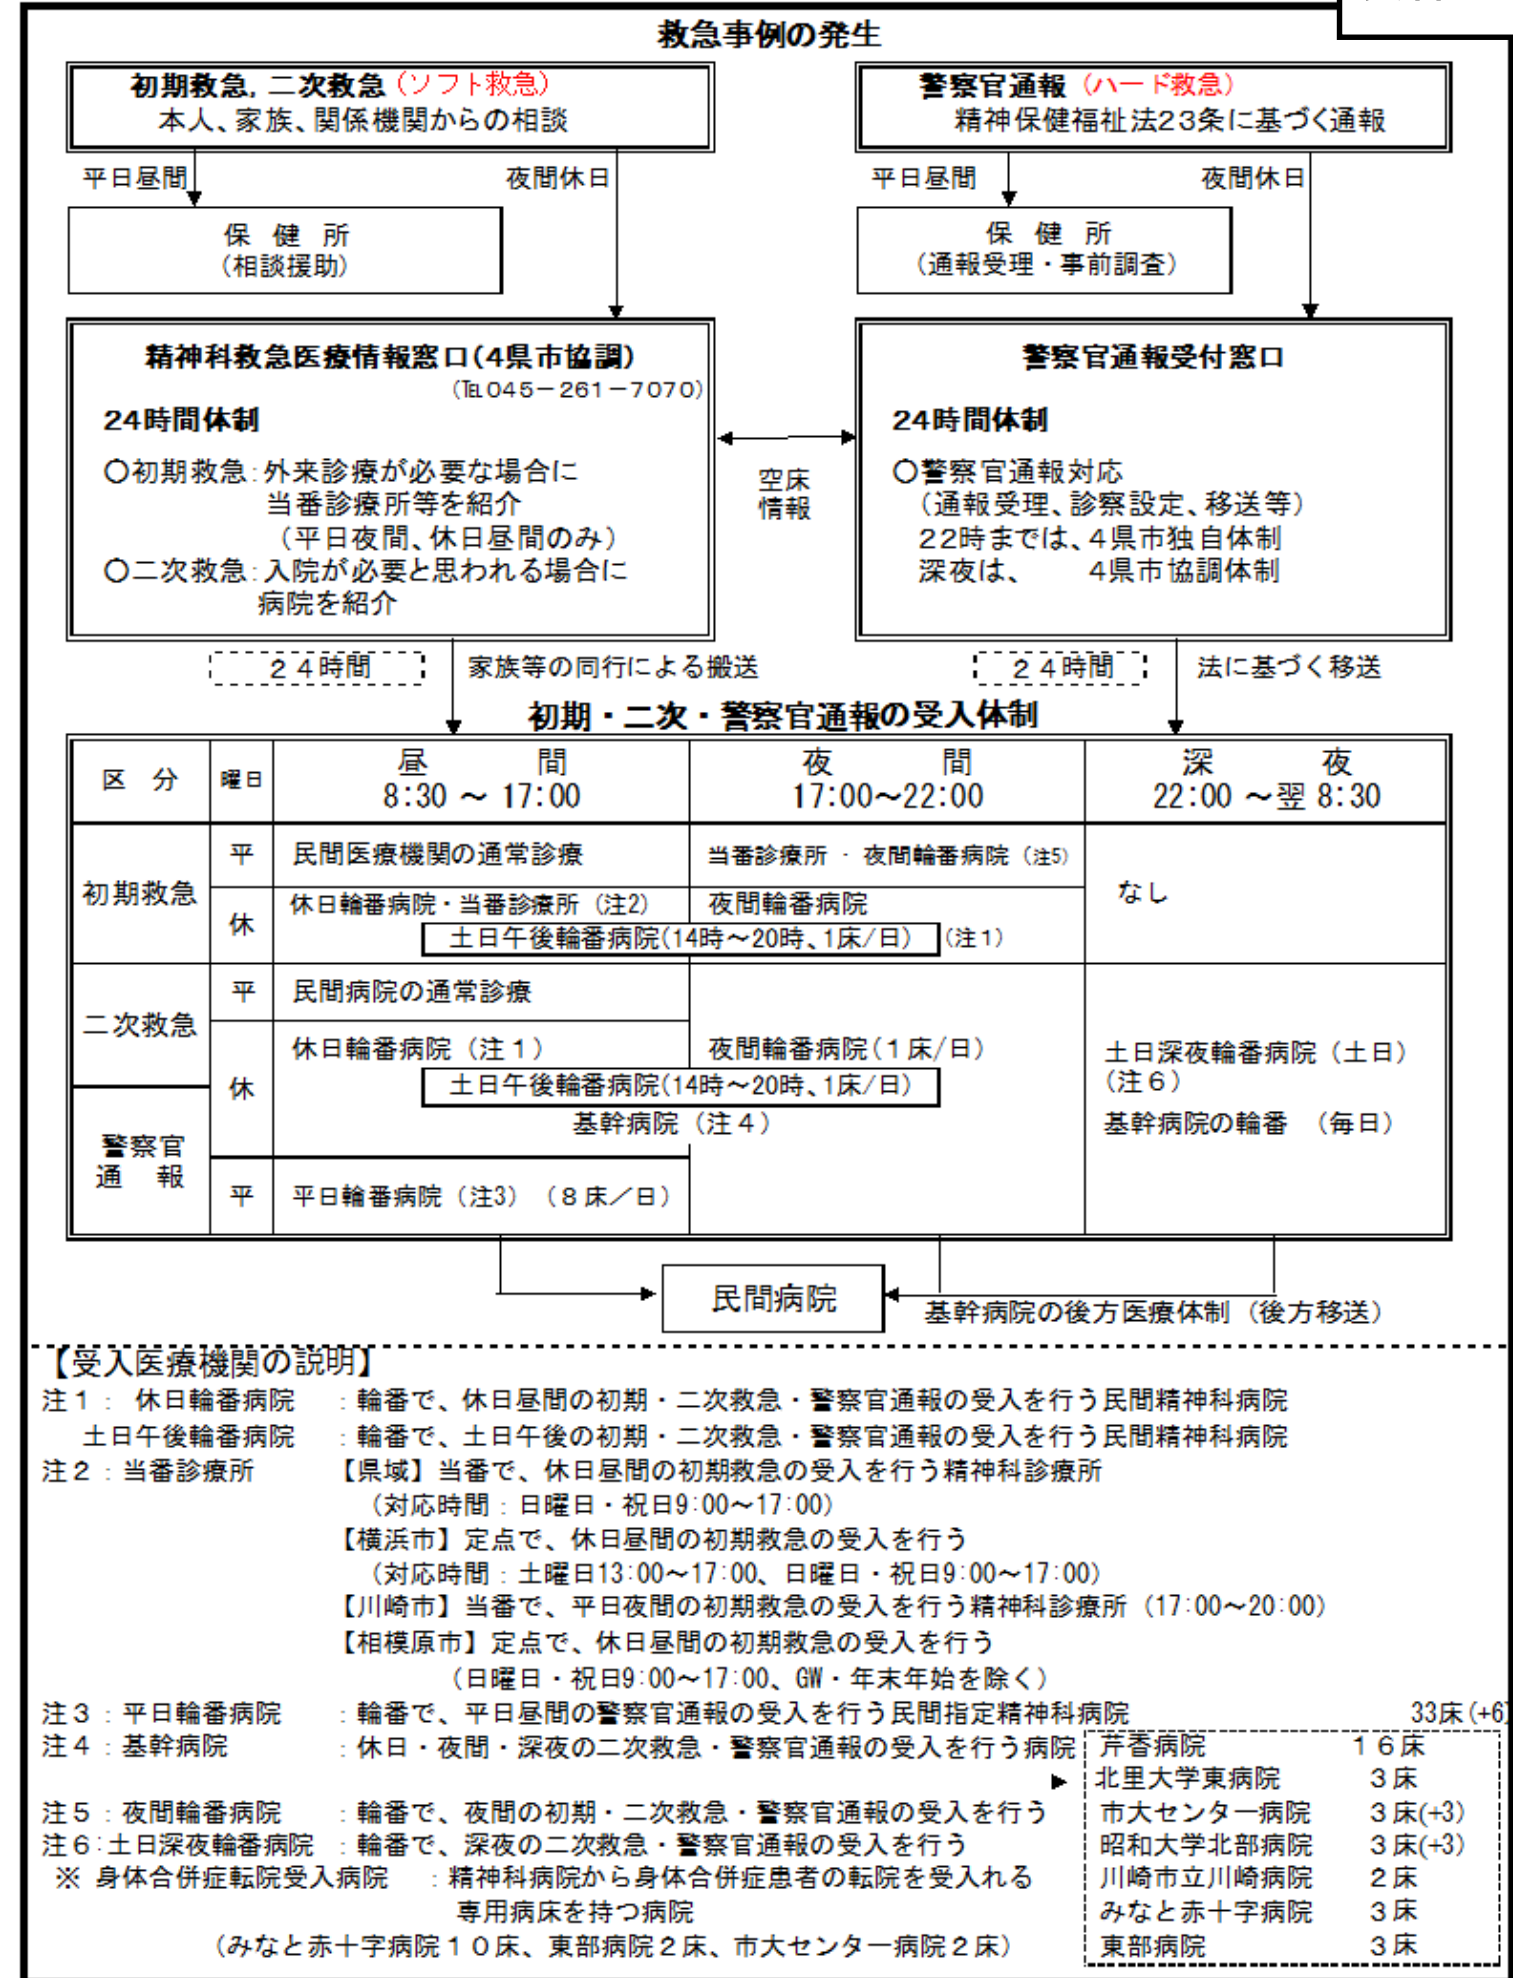 救急事例の発生
初期救急，二次救急（ソフト救急）
本人、家族、関係機関からの相談
警察官通報（ハード救急）
精神保健福祉法23条に基づく通報
平日昼間
夜間休日
平日昼間
夜間休日
保　健　所
（相談援助）
保　健　所
（通報受理・事前調査）
精神科救急医療情報窓口(4県市協調)
（℡045－261－7070）
24時間体制
○初期救急：外来診療が必要な場合に
当番診療所等を紹介
（平日夜間、休日昼間のみ）
○二次救急：入院が必要と思われる場合に
病院を紹介
空床
情報
警察官通報受付窓口
24時間体制
○警察官通報対応
（通報受理、診察設定、移送等）
22時までは、4県市独自体制
深夜は、　　4県市協調体制
２４時間
家族等の同行による搬送
２４時間
法に基づく移送
初期・二次・警察官通報の受入体制
区　分
曜日
昼　　　間
8:30 ～ 17:00
夜　　　間
17:00～22:00
深　　　夜
22:00 ～翌 8:30
初期救急
平
民間医療機関の通常診療
当番診療所 ・ 夜間輪番病院（注5）
なし
休
休日輪番病院・当番診療所（注2）
夜間輪番病院
土日午後輪番病院(14時～20時、1床/日)
（注１）
二次救急
平
民間病院の通常診療
休
休日輪番病院（注１）
夜間輪番病院(１床/日)
土日午後輪番病院(14時～20時、1床/日)
基幹病院（注４）
土日深夜輪番病院（土日）
（注６）
基幹病院の輪番　（毎日）
警察官
通　報
平
平日輪番病院（注3）（８床／日）
民間病院
基幹病院の後方医療体制（後方移送）
【受入医療機関の説明】
注１：　休日輪番病院　：輪番で、休日昼間の初期・二次救急・警察官通報の受入を行う民間精神科病院
土日午後輪番病院　：輪番で、土日午後の初期・二次救急・警察官通報の受入を行う民間精神科病院
注２：当番診療所　【県域】当番で、休日昼間の初期救急の受入を行う精神科診療所
（対応時間：日曜日・祝日9:00～17:00）
【横浜市】定点で、休日昼間の初期救急の受入を行う
（対応時間：土曜日13:00～17:00、日曜日・祝日9:00～17:00）
【川崎市】当番で、平日夜間の初期救急の受入を行う精神科診療所（17:00～20:00）
【相模原市】定点で、休日昼間の初期救急の受入を行う
（日曜日・祝日9:00～17:00、GW・年末年始を除く）
注３：平日輪番病院　：輪番で、平日昼間の警察官通報の受入を行う民間指定精神科病院
33床(+6)
注４：基幹病院　：休日・夜間・深夜の二次救急・警察官通報の受入を行う病院
注５：夜間輪番病院　：輪番で、夜間の初期・二次救急・警察官通報の受入を行う
注６：土日深夜輪番病院　：輪番で、深夜の二次救急・警察官通報の受入を行う
※ 身体合併症転院受入病院　：精神科病院から身体合併症患者の転院を受入れる
専用病床を持つ病院
（みなと赤十字病院１０床、東部病院２床、市大センター病院２床）
芹香病院　１６床
北里大学東病院　３床
市大センター病院　３床(+3)
昭和大学北部病院　３床(+3)
川崎市立川崎病院　２床
みなと赤十字病院　３床
東部病院　３床